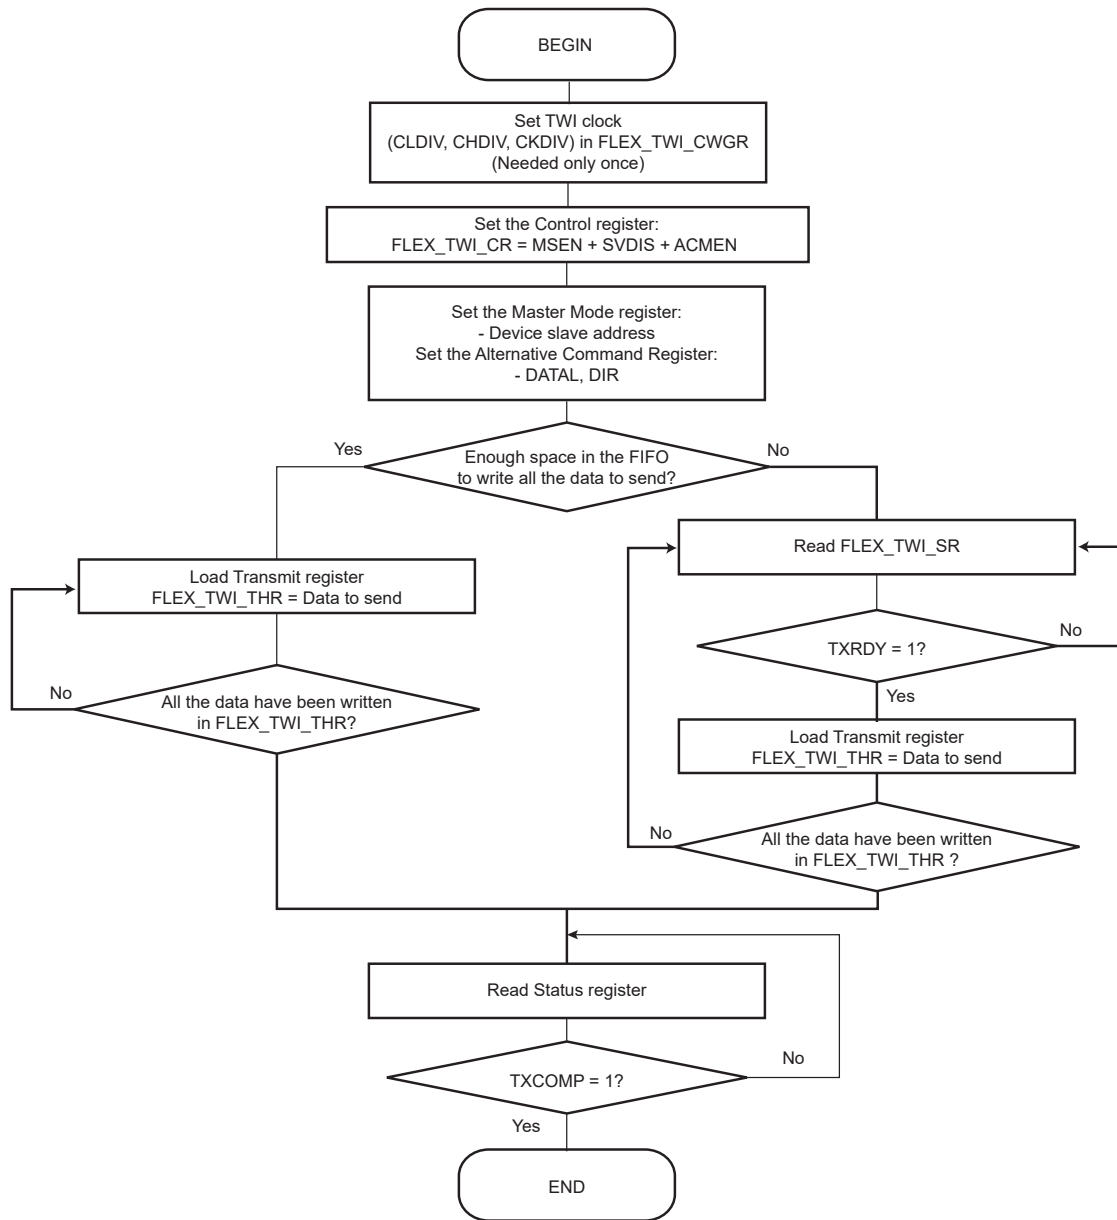 BEGIN
Set TWI clock
(CLDIV, CHDIV, CKDIV) in FLEX_TWI_CWGR
(Needed only once)
Set the Control register:
FLEX_TWI_CR = MSEN + SVDIS + ACMEN
Set the Master Mode register:
- Device slave address
Set the Alternative Command Register:
- DATAL, DIR
Yes
Enough space in the FIFO
to write all the data to send?
No
Load Transmit register
FLEX_TWI_THR = Data to send
No
All the data have been written
in FLEX_TWI_THR?
Read FLEX_TWI_SR
TXRDY = 1?
No
Yes
Load Transmit register
FLEX_TWI_THR = Data to send
No
All the data have been written
in FLEX_TWI_THR ?
Read Status register
TXCOMP = 1?
No
Yes
END